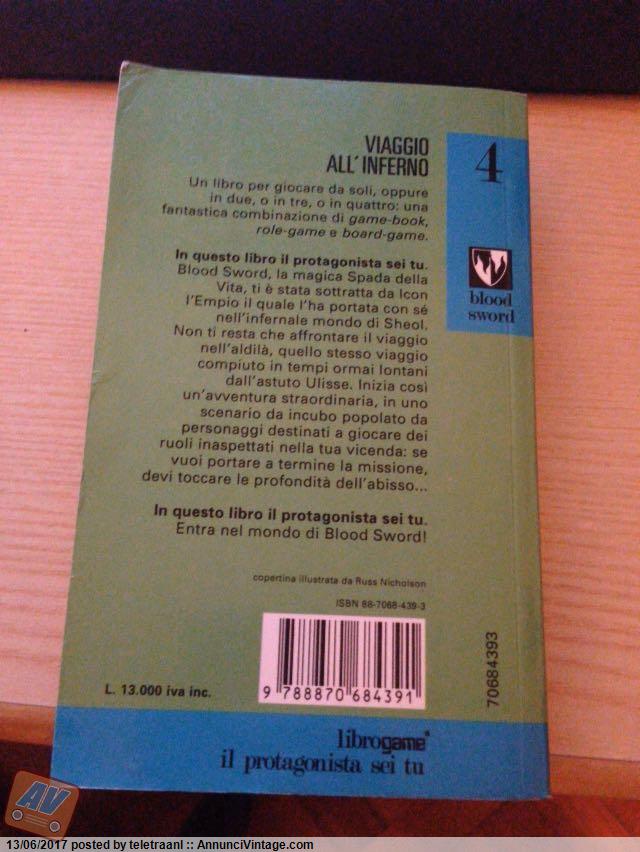 VIAGGIO
ALL'INFERNO
Un libro per giocare da soli, oppure
in due, o in tre, o in quattro: una
fantastica combinazione di game-book,
role-game e board-game.
In questo libro il protagonista sei tu.
Blood Sword, la magica Spada della
Vita, ti è stata sottratta da Icon
l'Empio il quale l'ha portata con sé
nell'infernale mondo di Sheol.
Non ti resta che affrontare il viaggio
nell'aldilà, quello stesso viaggio
compiuto in tempi ormai lontani
dall'astuto Ulisse. Inizia così
un'avventura straordinaria, in uno
scenario da incubo popolato da
personaggi destinati a giocare dei
ruoli inaspettati nella tua vicenda: se
vuoi portare a termine la missione,
devi toccare le profondità dell'abisso...
In questo libro il protagonista sei tu.
Entra nel mondo di Blood Sword!
copertina illustrata da Russ Nicholson
ISBN 88-7068-439-3
L. 13.000 iva inc.
9 788870 684391
70684393
4
blood
sword
librogame®
il protagonista sei tu
AV
13/06/2017 posted by teletraanI :: AnnunciVintage.com